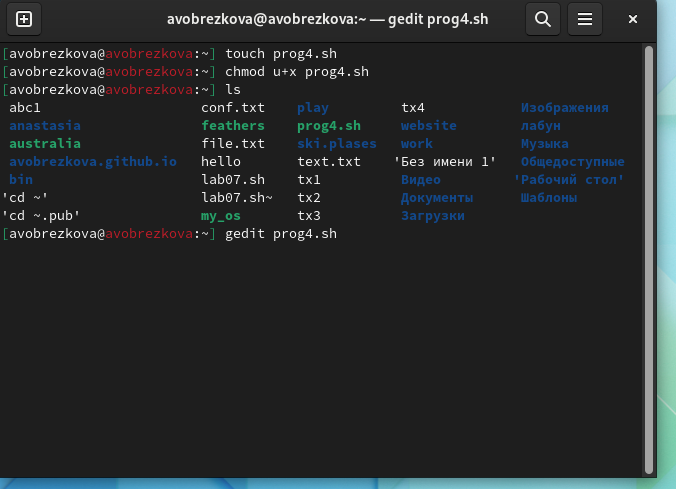 avobrezkova@avobrezkova:~ — gedit prog4.sh
[avobrezkova@avobrezkova:~] touch prog4.sh
[avobrezkova@avobrezkova:~] chmod u+x prog4.sh
[avobrezkova@avobrezkova:~] ls
abc1 conf.txt play tx4 Изображения
anastasia feathers prog4.sh website лабун
australia file.txt ski.plases work Музыка
avobrezkova.github.io hello text.txt 'Без имени 1' Общедоступные
bin lab07.sh tx1 Видео 'Рабочий стол'
'cd ~' lab07.sh~ tx2 Документы Шаблоны
'cd ~.pub' my_os tx3 Загрузки
[avobrezkova@avobrezkova:~] gedit prog4.sh